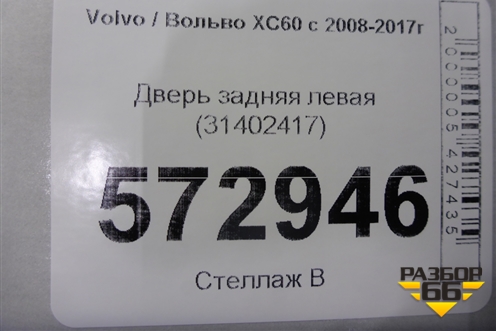 Volvo / Вольво XC60 с 2008-2017г
Дверь задняя левая
(31402417)
572946
Стеллаж В
2000005427435
РАЗБОР
66